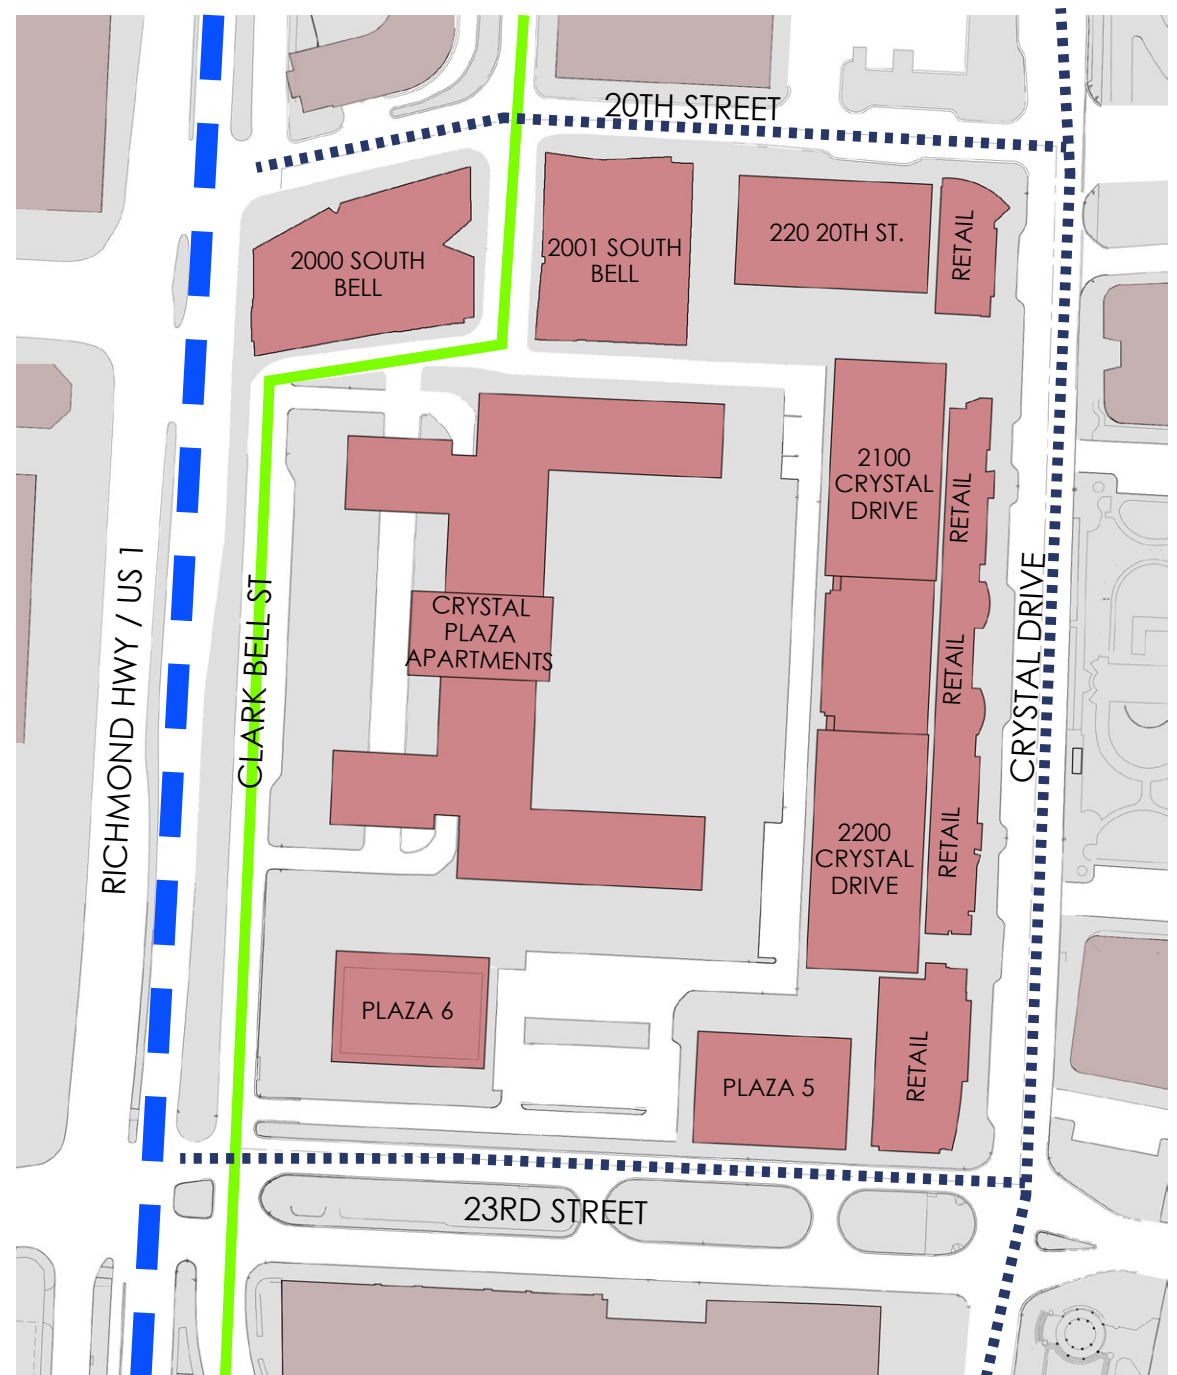 20TH STREET
2000 SOUTH
BELL
2001 SOUTH
BELL
220 20TH ST.
RETAIL
2100
CRYSTAL
DRIVE
RETAIL
RICHMOND HWY / US 1
CLARK BELL ST
CRYSTAL
PLAZA
APARTMENTS
RETAIL
CRYSTAL DRIVE
2200
CRYSTAL
DRIVE
RETAIL
PLAZA 6
PLAZA 5
RETAIL
23RD STREET